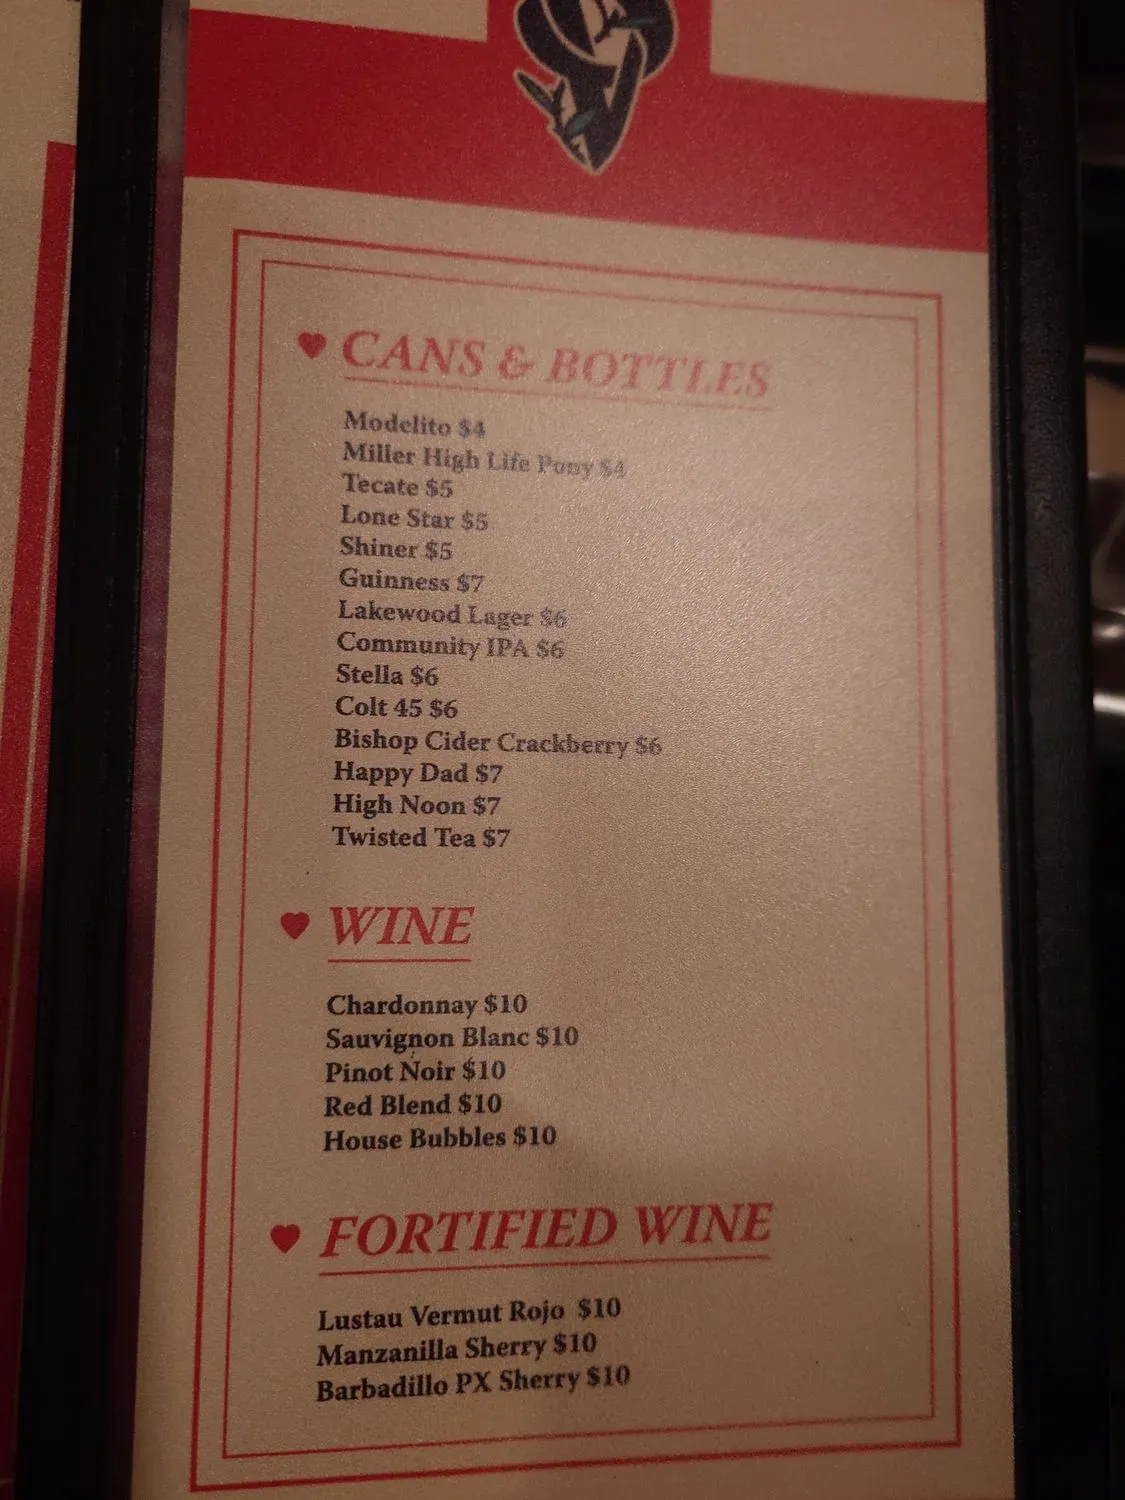 CANS & BOTTLES
Modelito $4
Miller High Life Pony $4
Tecate $5
Lone Star $5
Shiner $5
Guinness $7
Lakewood Lager $6
Community IPA $6
Stella $6
Colt 45 $6
Bishop Cider Crackberry $6
Happy Dad $7
High Noon $7
Twisted Tea $7
WINE
Chardonnay $10
Sauvignon Blanc $10
Pinot Noir $10
Red Blend $10
House Bubbles $10
FORTIFIED WINE
Lustau Vermut Rojo $10
Manzanilla Sherry $10
Barbadillo PX Sherry $10